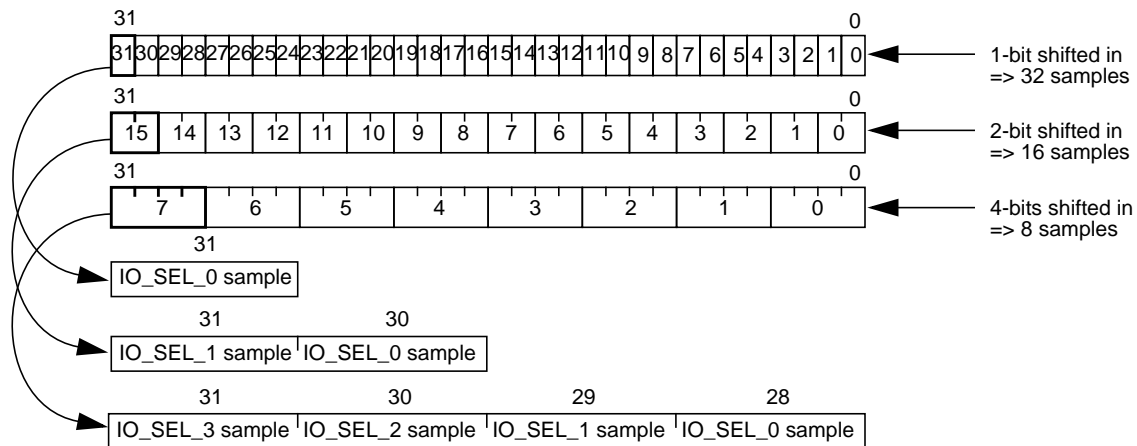 31 0
31 30 29 28 27 26 25 24 23 22 21 20 19 18 17 16 15 14 13 12 11 10 9 8 7 6 5 4 3 2 1 0
1-bit shifted in
=> 32 samples
31 0
15 14 13 12 11 10 9 8 7 6 5 4 3 2 1 0
2-bit shifted in
=> 16 samples
31 0
7 6 5 4 3 2 1 0
4-bits shifted in
=> 8 samples
31
IO_SEL_0 sample
31 30
IO_SEL_1 sample IO_SEL_0 sample
31 30 29 28
IO_SEL_3 sample IO_SEL_2 sample IO_SEL_1 sample IO_SEL_0 sample